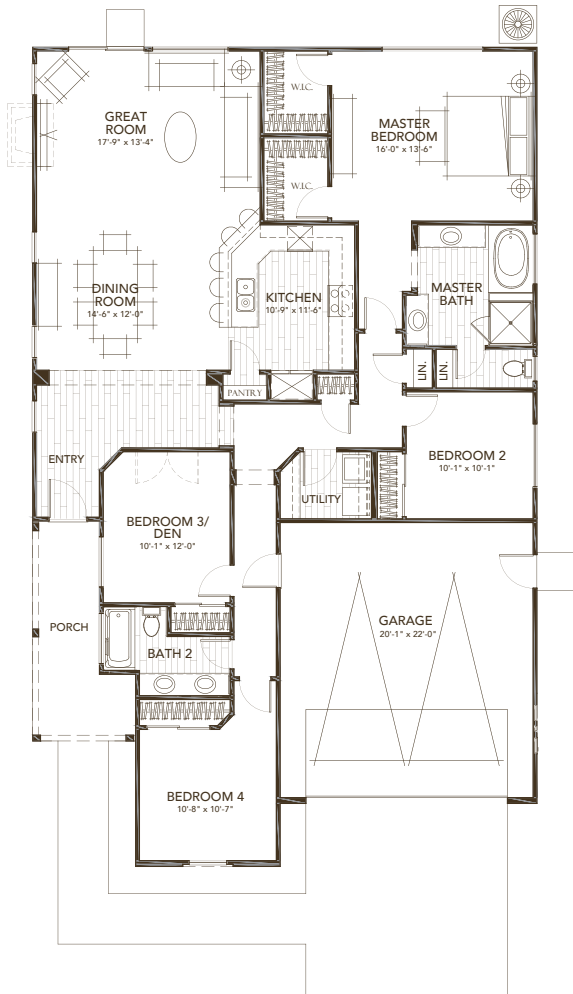 W.I.C.
GREAT
ROOM
17'-9" x 13'-4"
MASTER
BEDROOM
16'-0" x 13'-6"
W.I.C.
DINING
ROOM
14'-6" x 12'-0"
KITCHEN
10'-9" x 11'-6"
MASTER
BATH
LIN.
LIN.
PANTRY
ENTRY
BEDROOM 2
10'-1" x 10'-1"
UTILITY
BEDROOM 3/
DEN
10'-1" x 12'-0"
PORCH
GARAGE
20'-1" x 22'-0"
BATH 2
BEDROOM 4
10'-8" x 10'-7"